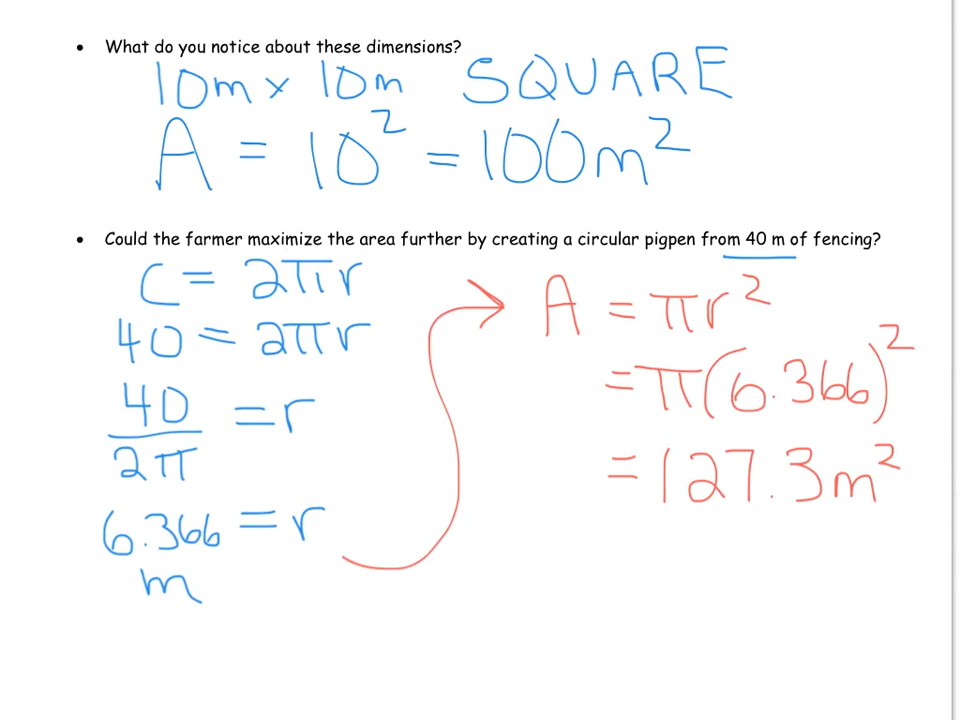 • What do you notice about these dimensions?
10m × 10m SQUARE
A = 10² = 100m²
• Could the farmer maximize the area further by creating a circular pigpen from 40 m of fencing?
C = 2πr
40 = 2πr
40/2π = r
6.366 = r
m
A = πr²
= π(6.366)²
= 127.3m²